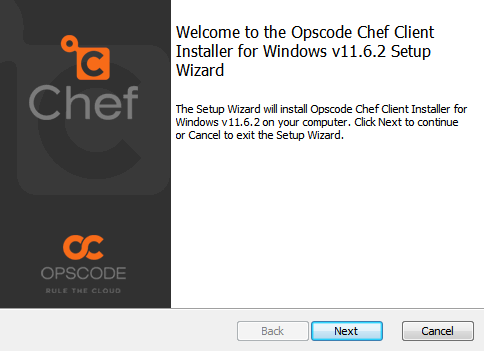 Welcome to the Opscode Chef Client
Installer for Windows v11.6.2 Setup
Wizard
The Setup Wizard will install Opscode Chef Client Installer for
Windows v11.6.2 on your computer. Click Next to continue
or Cancel to exit the Setup Wizard.
C
Chef
OPSCODE
RULE THE CLOUD
Back
Next
Cancel